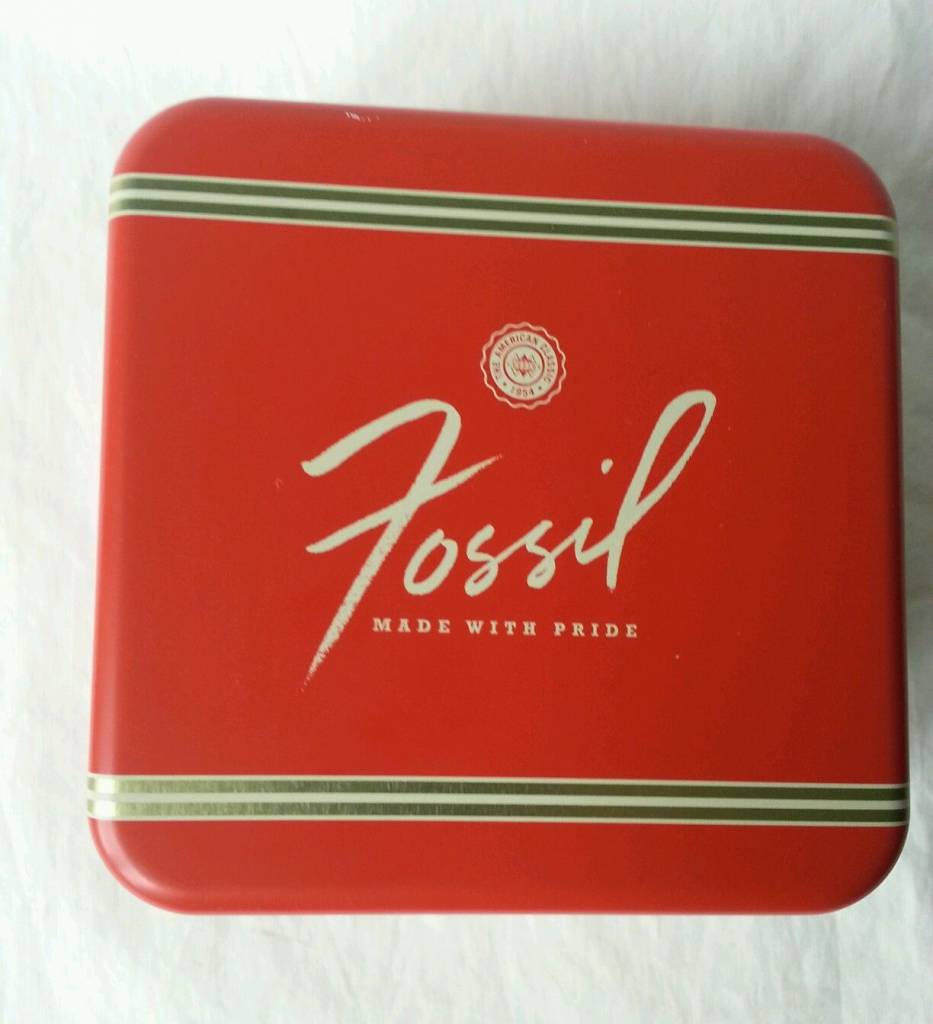 THE AMERICAN CLASSIC
• 1954 •
Fossil
MADE WITH PRIDE